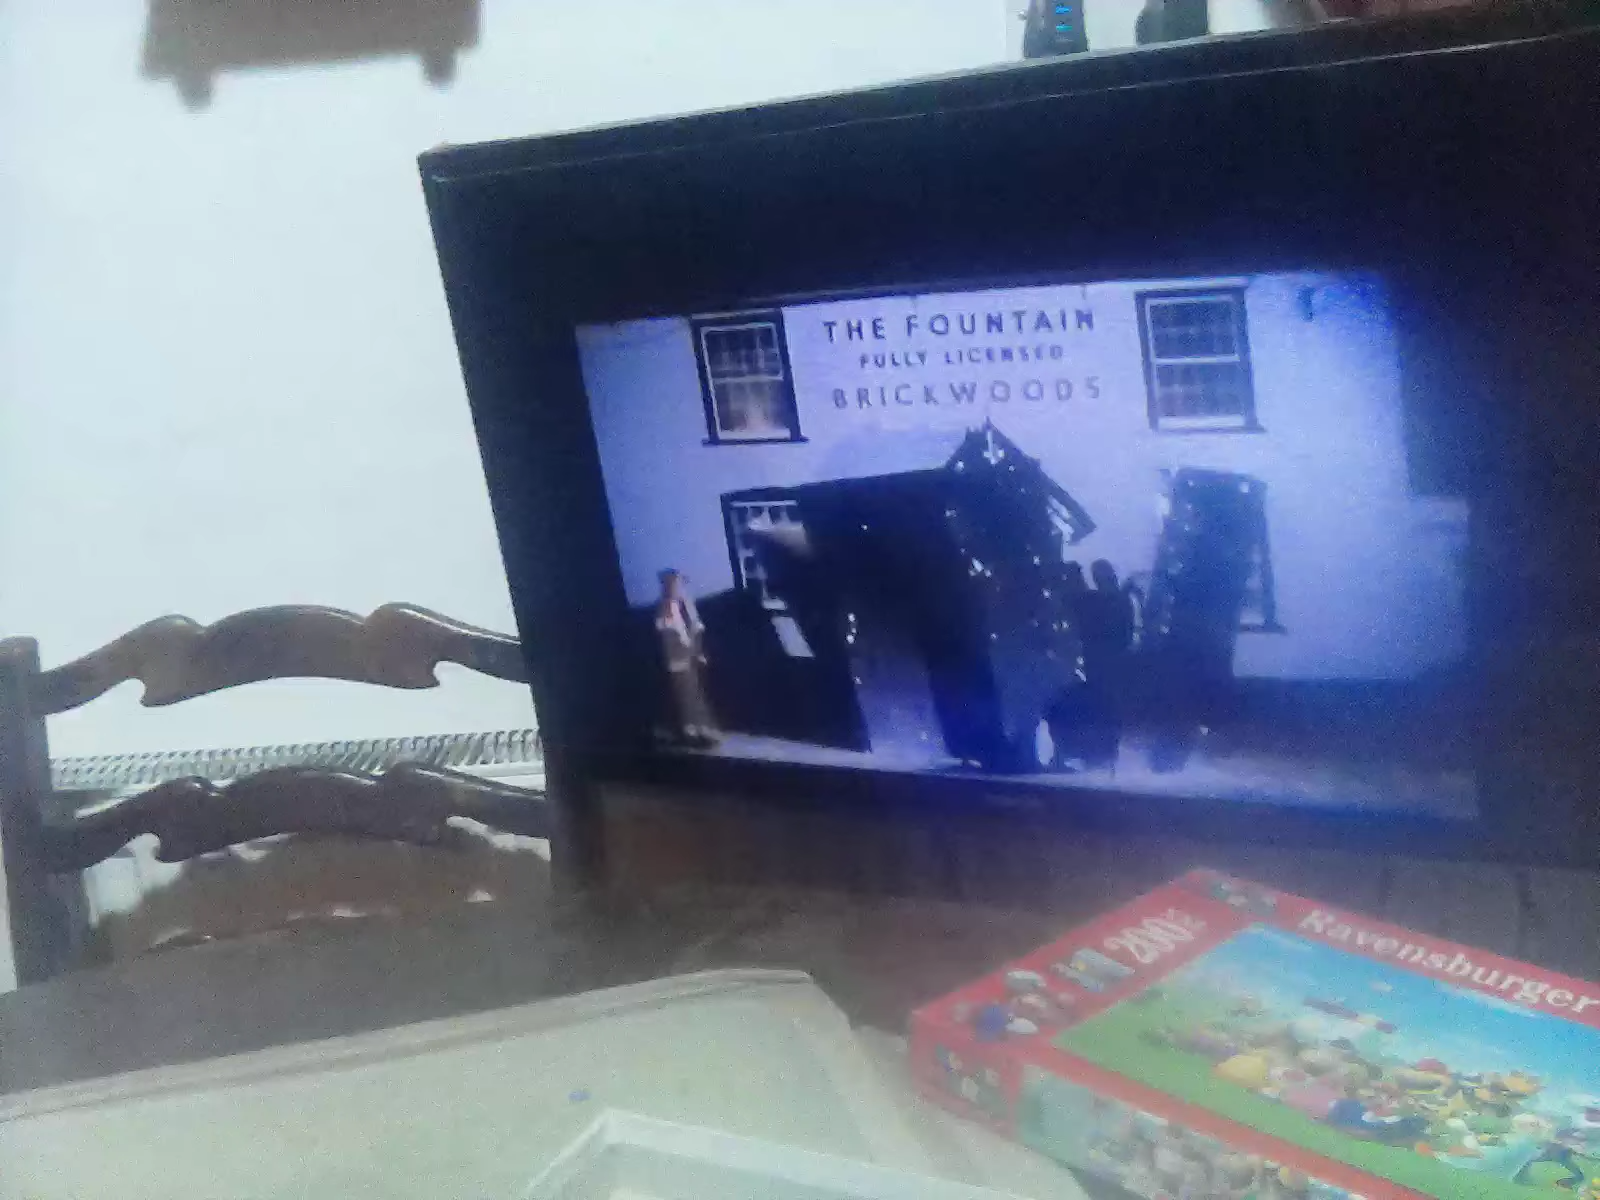 THE FOUNTAIN
FULLY LICENSED
BRICKWOODS
200
Ravensburger